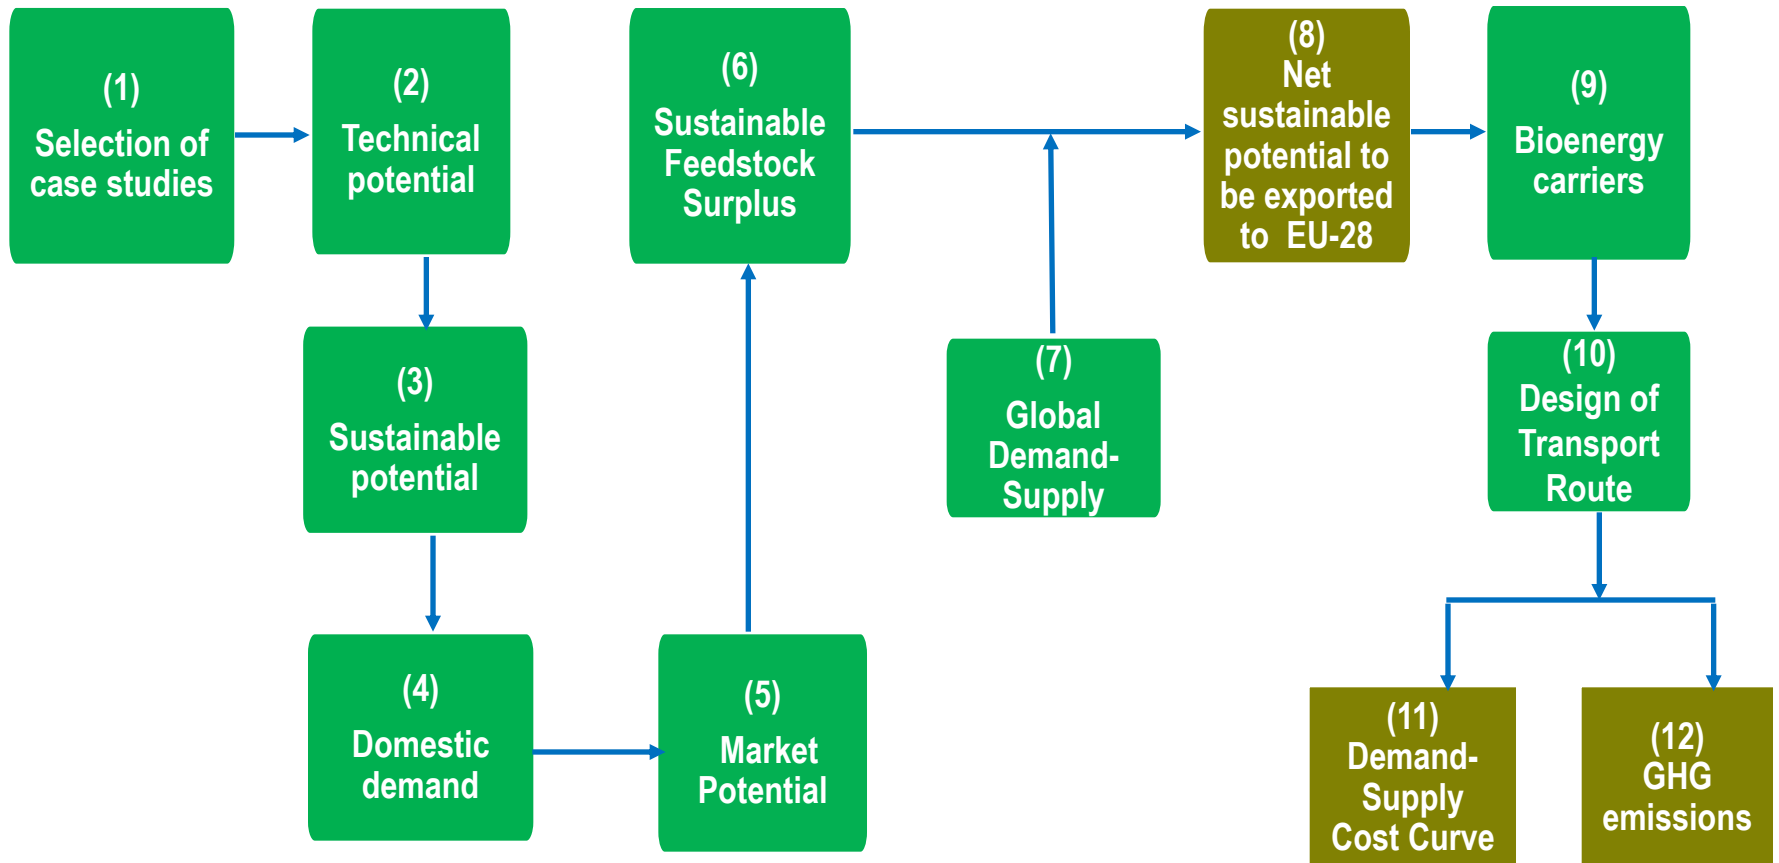 (1)
Selection of
case studies
(2)
Technical
potential
(3)
Sustainable
potential
(4)
Domestic
demand
(5)
Market
Potential
(6)
Sustainable
Feedstock
Surplus
(7)
Global
Demand-
Supply
(8)
Net
sustainable
potential to
be exported
to EU-28
(9)
Bioenergy
carriers
(10)
Design of
Transport
Route
(11)
Demand-
Supply
Cost Curve
(12)
GHG
emissions